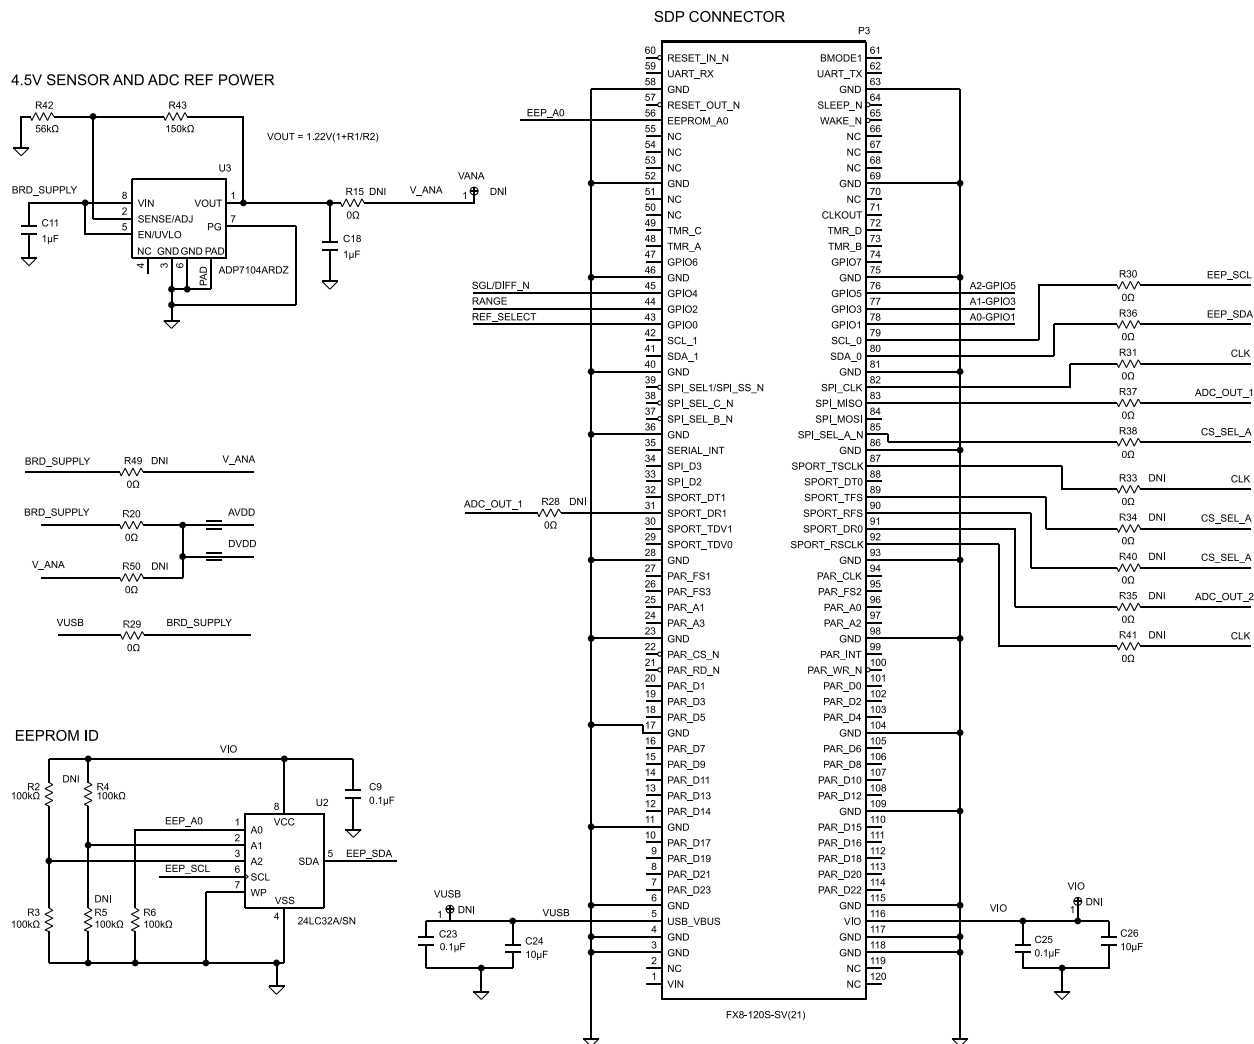 SDP CONNECTOR
P3
4.5V SENSOR AND ADC REF POWER
R42
56kΩ
R43
150kΩ
VOUT = 1.22V(1+R1/R2)
U3
BRD_SUPPLY
8 VIN
2 SENSE/ADJ
5 EN/UVLO
VOUT 1
PG 7
NC GND GND PAD
4 3 6 PAD
ADP7104ARDZ
C11
1µF
C18
1µF
R15 DNI
0Ω
V_ANA
VANA
1 DNI
BRD_SUPPLY R49 DNI V_ANA
0Ω
BRD_SUPPLY R20 AVDD
0Ω
DVDD
V_ANA R50 DNI
0Ω
VUSB R29 BRD_SUPPLY
0Ω
EEPROM ID
VIO
R2
100kΩ
DNI
R4
100kΩ
C9
0.1µF
U2
8
VCC
EEP_A0 1 A0
2 A1
3 A2
EEP_SCL 6 SCL
7 WP
SDA 5 EEP_SDA
VSS
4
24LC32A/SN
R3
100kΩ
DNI
R5
100kΩ
R6
100kΩ
60 RESET_IN_N
59 UART_RX
58 GND
57 RESET_OUT_N
EEP_A0 56 EEPROM_A0
55 NC
54 NC
53 NC
52 GND
51 NC
50 NC
49 TMR_C
48 TMR_A
47 GPIO6
46 GND
SGL/DIFF_N 45 GPIO4
RANGE 44 GPIO2
REF_SELECT 43 GPIO0
42 SCL_1
41 SDA_1
40 GND
39 SPI_SEL1/SPI_SS_N
38 SPI_SEL_C_N
37 SPI_SEL_B_N
36 GND
35 SERIAL_INT
34 SPI_D3
33 SPI_D2
32 SPORT_DT1
ADC_OUT_1 R28 DNI 31 SPORT_DR1
0Ω
30 SPORT_TDV1
29 SPORT_TDV0
28 GND
27 PAR_FS1
26 PAR_FS3
25 PAR_A1
24 PAR_A3
23 GND
22 PAR_CS_N
21 PAR_RD_N
20 PAR_D1
19 PAR_D3
18 PAR_D5
17 GND
16 PAR_D7
15 PAR_D9
14 PAR_D11
13 PAR_D13
12 PAR_D14
11 GND
10 PAR_D17
9 PAR_D19
8 PAR_D21
7 PAR_D23
6 GND
5 USB_VBUS
4 GND
3 GND
2 NC
1 VIN
VUSB
1 DNI
VUSB
C23
0.1µF
C24
10µF
BMODE1 61
UART_TX 62
GND 63
SLEEP_N 64
WAKE_N 65
NC 66
NC 67
NC 68
GND 69
NC 70
CLKOUT 71
TMR_D 72
TMR_B 73
GPIO7 74
GND 75
GPIO5 76 A2-GPIO5
GPIO3 77 A1-GPIO3
GPIO1 78 A0-GPIO1
SCL_0 79
SDA_0 80
GND 81
SPI_CLK 82
SPI_MISO 83
SPI_MOSI 84
SPI_SEL_A_N 85
GND 86
SPORT_TSCLK 87
SPORT_DT0 88
SPORT_TFS 89
SPORT_RFS 90
SPORT_DR0 91
SPORT_RSCLK 92
GND 93
PAR_CLK 94
PAR_FS2 95
PAR_A0 96
PAR_A2 97
GND 98
PAR_INT 99
PAR_WR_N 100
PAR_D0 101
PAR_D2 102
PAR_D4 103
GND 104
PAR_D6 105
PAR_D8 106
PAR_D10 107
PAR_D12 108
GND 109
PAR_D15 110
PAR_D16 111
PAR_D18 112
PAR_D20 113
PAR_D22 114
GND 115
VIO 116
GND 117
GND 118
NC 119
NC 120
FX8-120S-SV(21)
R30 EEP_SCL
0Ω
R36 EEP_SDA
0Ω
R31 CLK
0Ω
R37 ADC_OUT_1
0Ω
R38 CS_SEL_A
0Ω
R33 DNI CLK
0Ω
R34 DNI CS_SEL_A
0Ω
R40 DNI CS_SEL_A
0Ω
R35 DNI ADC_OUT_2
0Ω
R41 DNI CLK
0Ω
VIO
VIO
1 DNI
C25
0.1µF
C26
10µF